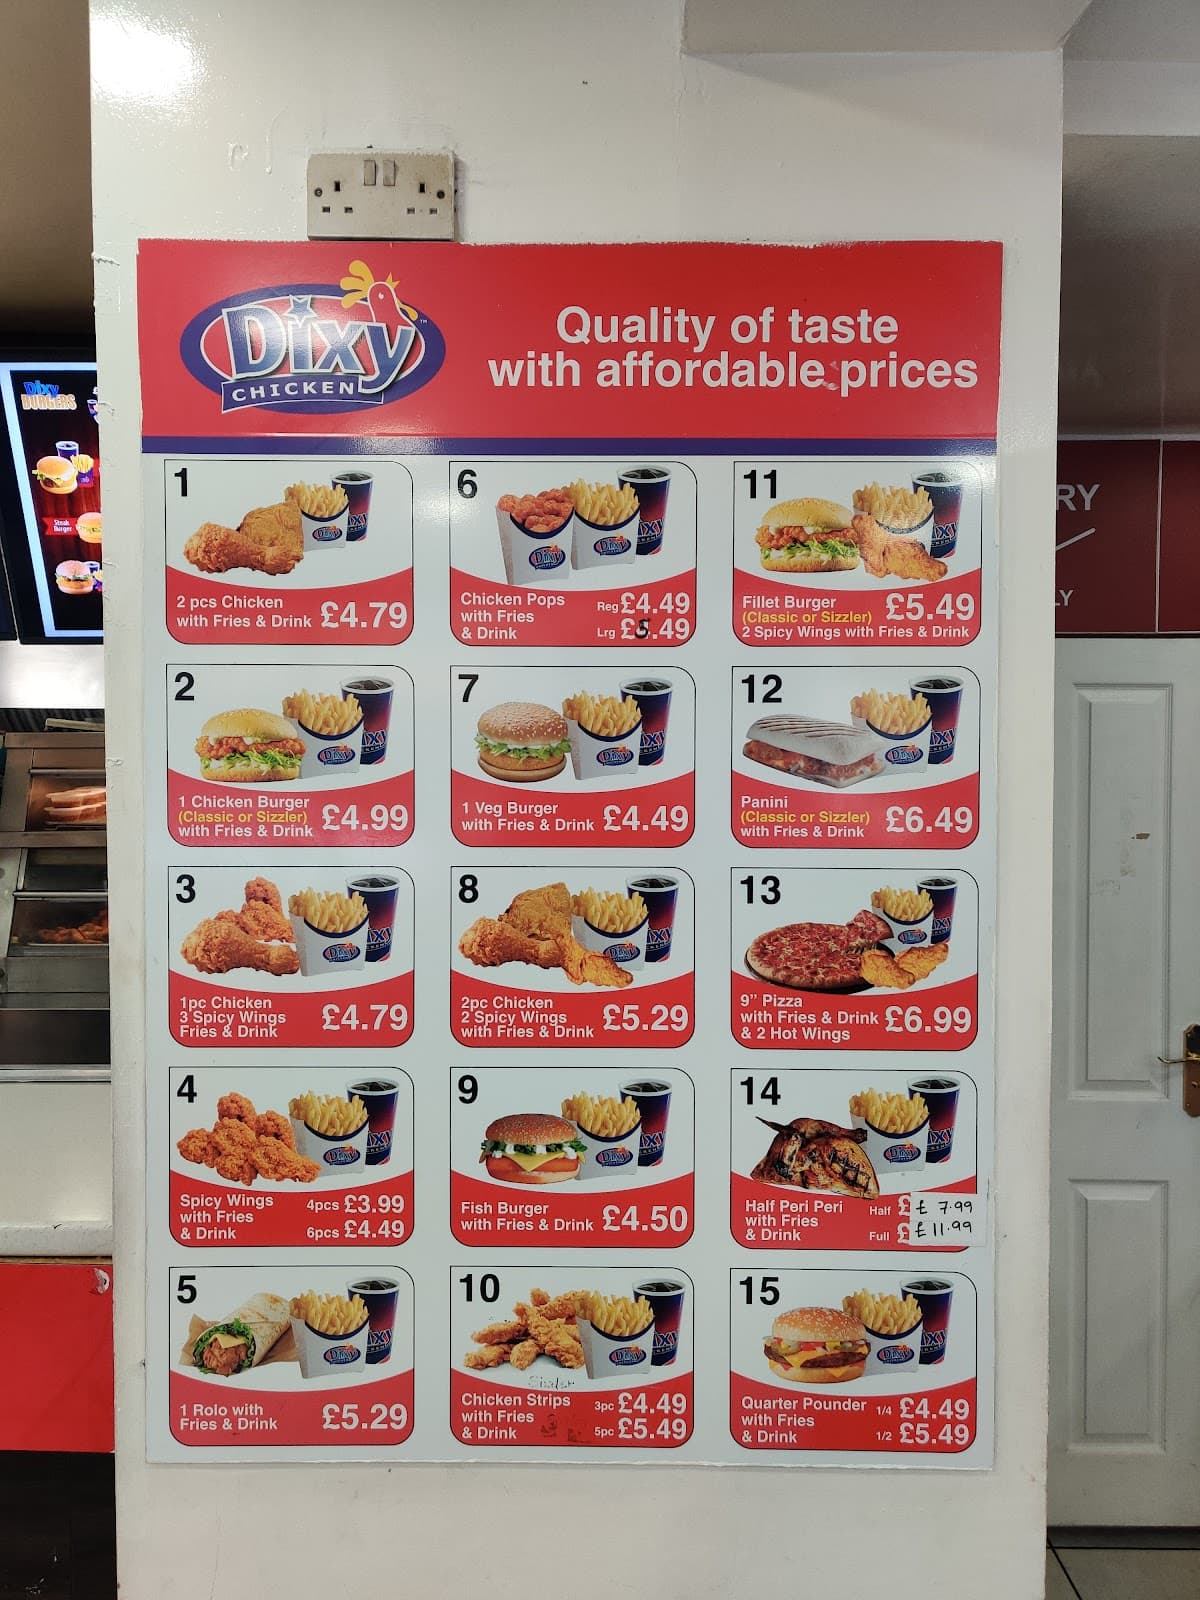 Dixy
CHICKEN
Quality of taste
with affordable prices
1
2 pcs Chicken
with Fries & Drink
£4.79
2
1 Chicken Burger
(Classic or Sizzler)
with Fries & Drink
£4.99
3
1pc Chicken
3 Spicy Wings
Fries & Drink
£4.79
4
Spicy Wings
with Fries
& Drink
4pcs £3.99
6pcs £4.49
5
1 Rolo with
Fries & Drink
£5.29
6
Chicken Pops
with Fries
& Drink
Reg £4.49
Lrg £5.49
7
1 Veg Burger
with Fries & Drink
£4.49
8
2pc Chicken
2 Spicy Wings
with Fries & Drink
£5.29
9
Fish Burger
with Fries & Drink
£4.50
10
Chicken Strips
with Fries
& Drink
3pc £4.49
5pc £5.49
11
Fillet Burger
(Classic or Sizzler)
2 Spicy Wings with Fries & Drink
£5.49
12
Panini
(Classic or Sizzler)
with Fries & Drink
£6.49
13
9” Pizza
with Fries & Drink
& 2 Hot Wings
£6.99
14
Half Peri Peri
with Fries
& Drink
Half £ £ 7.99
Full £ £ 11.99
15
Quarter Pounder
with Fries
& Drink
1/4 £4.49
1/2 £5.49
Dixy
BURGERS
Steak
Burger
RY
LY